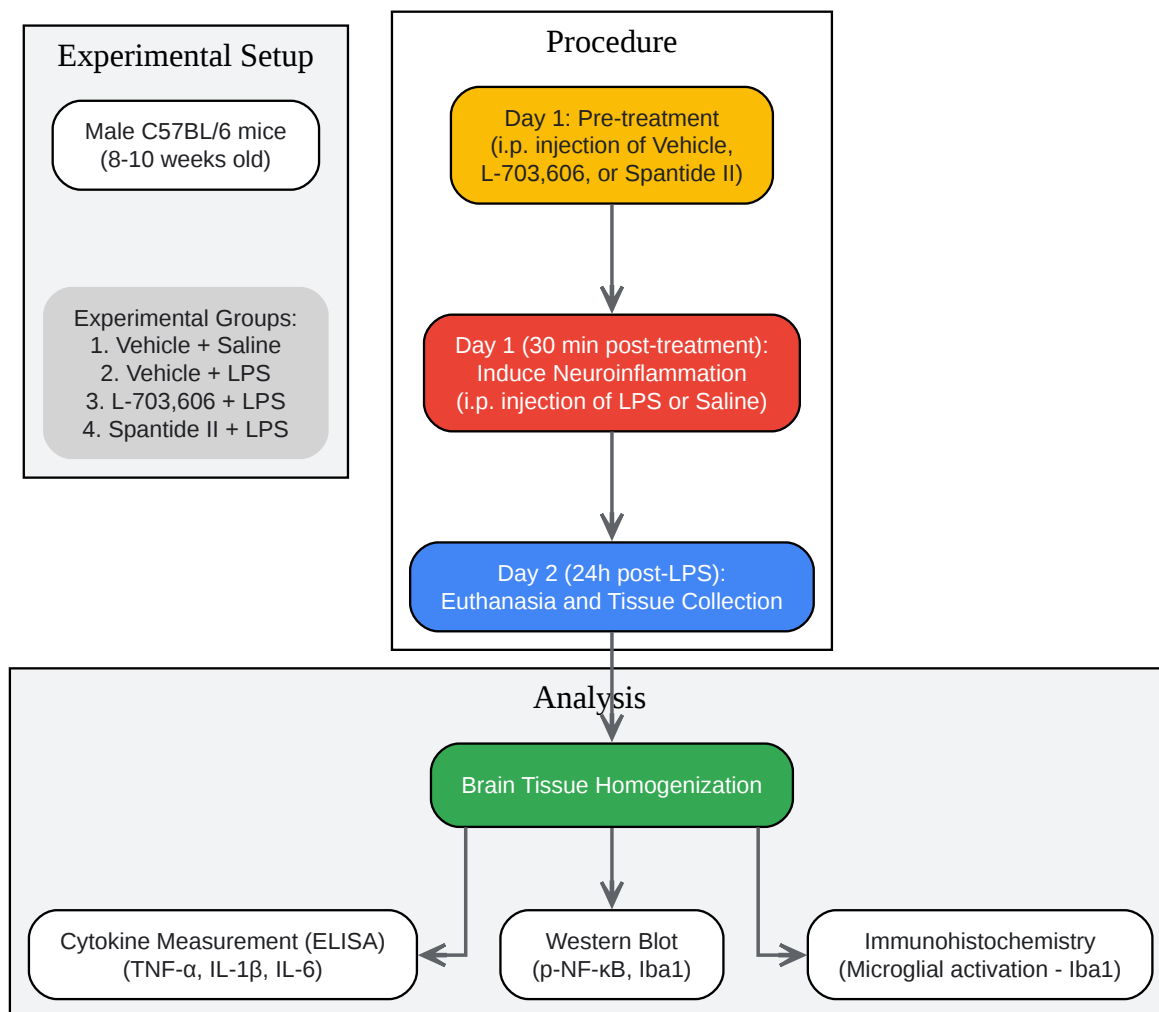 Experimental Setup
Male C57BL/6 mice
(8-10 weeks old)
Experimental Groups:
1. Vehicle + Saline
2. Vehicle + LPS
3. L-703,606 + LPS
4. Spantide II + LPS
Procedure
Day 1: Pre-treatment
(i.p. injection of Vehicle,
L-703,606, or Spantide II)
Day 1 (30 min post-treatment):
Induce Neuroinflammation
(i.p. injection of LPS or Saline)
Day 2 (24h post-LPS):
Euthanasia and Tissue Collection
Analysis
Brain Tissue Homogenization
Cytokine Measurement (ELISA)
(TNF-α, IL-1β, IL-6)
Western Blot
(p-NF-κB, Iba1)
Immunohistochemistry
(Microglial activation - Iba1)